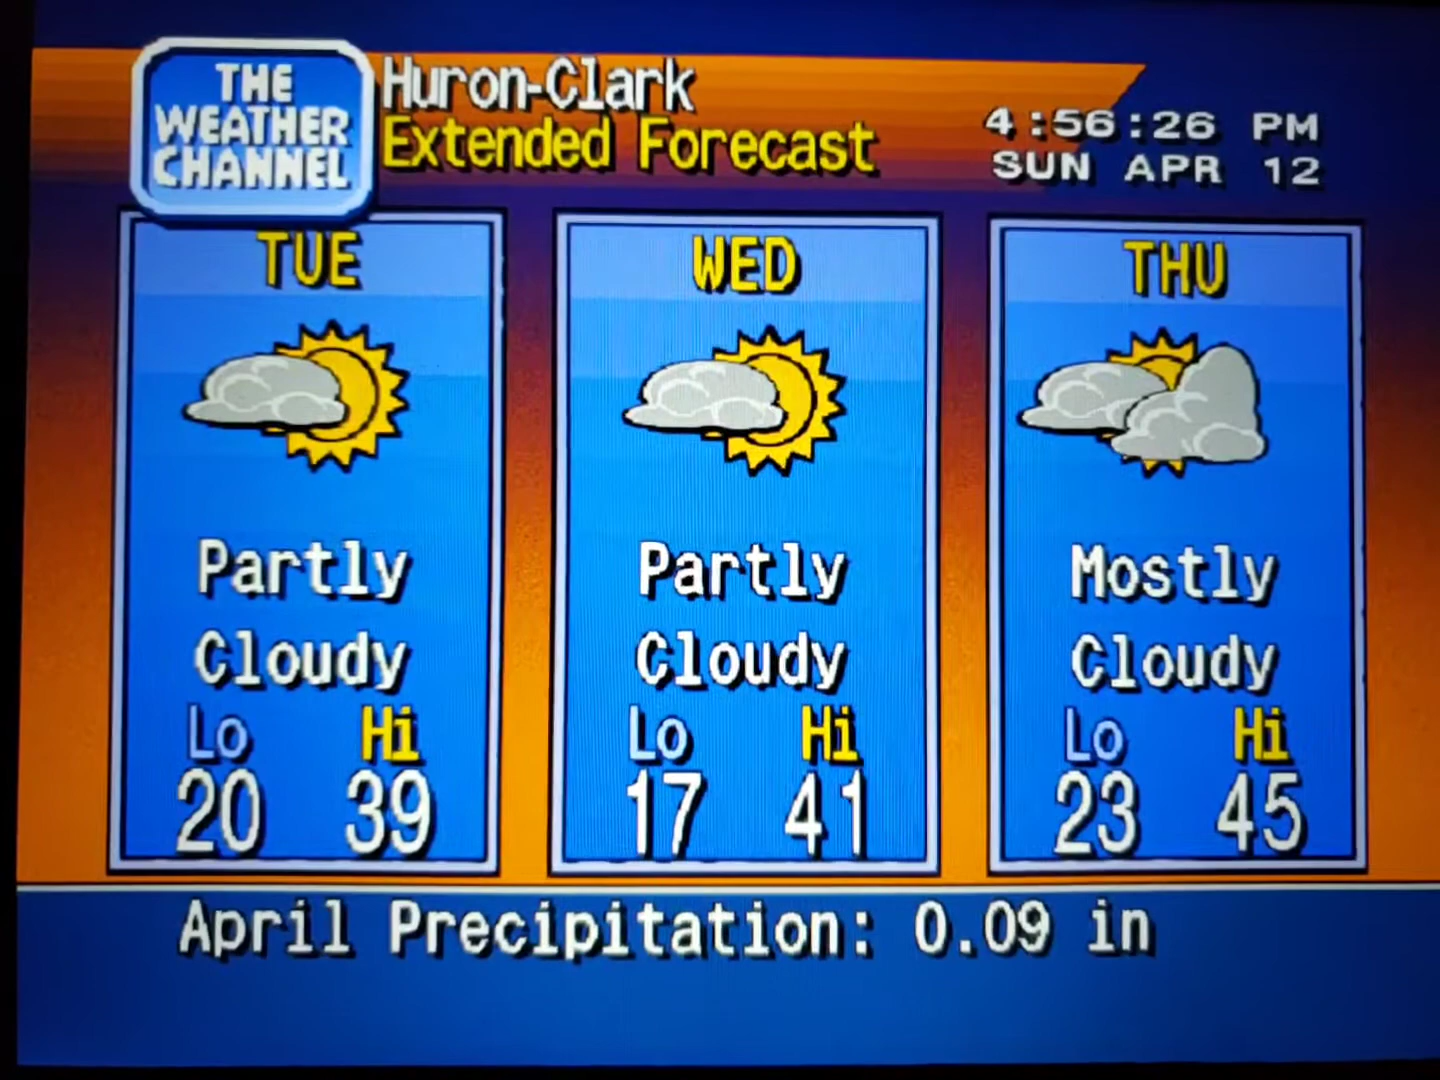 THE
WEATHER
CHANNEL
Huron-Clark
Extended Forecast
4:56:26 PM
SUN APR 12
TUE
Partly
Cloudy
Lo Hi
20 39
WED
Partly
Cloudy
Lo Hi
17 41
THU
Mostly
Cloudy
Lo Hi
23 45
April Precipitation: 0.09 in